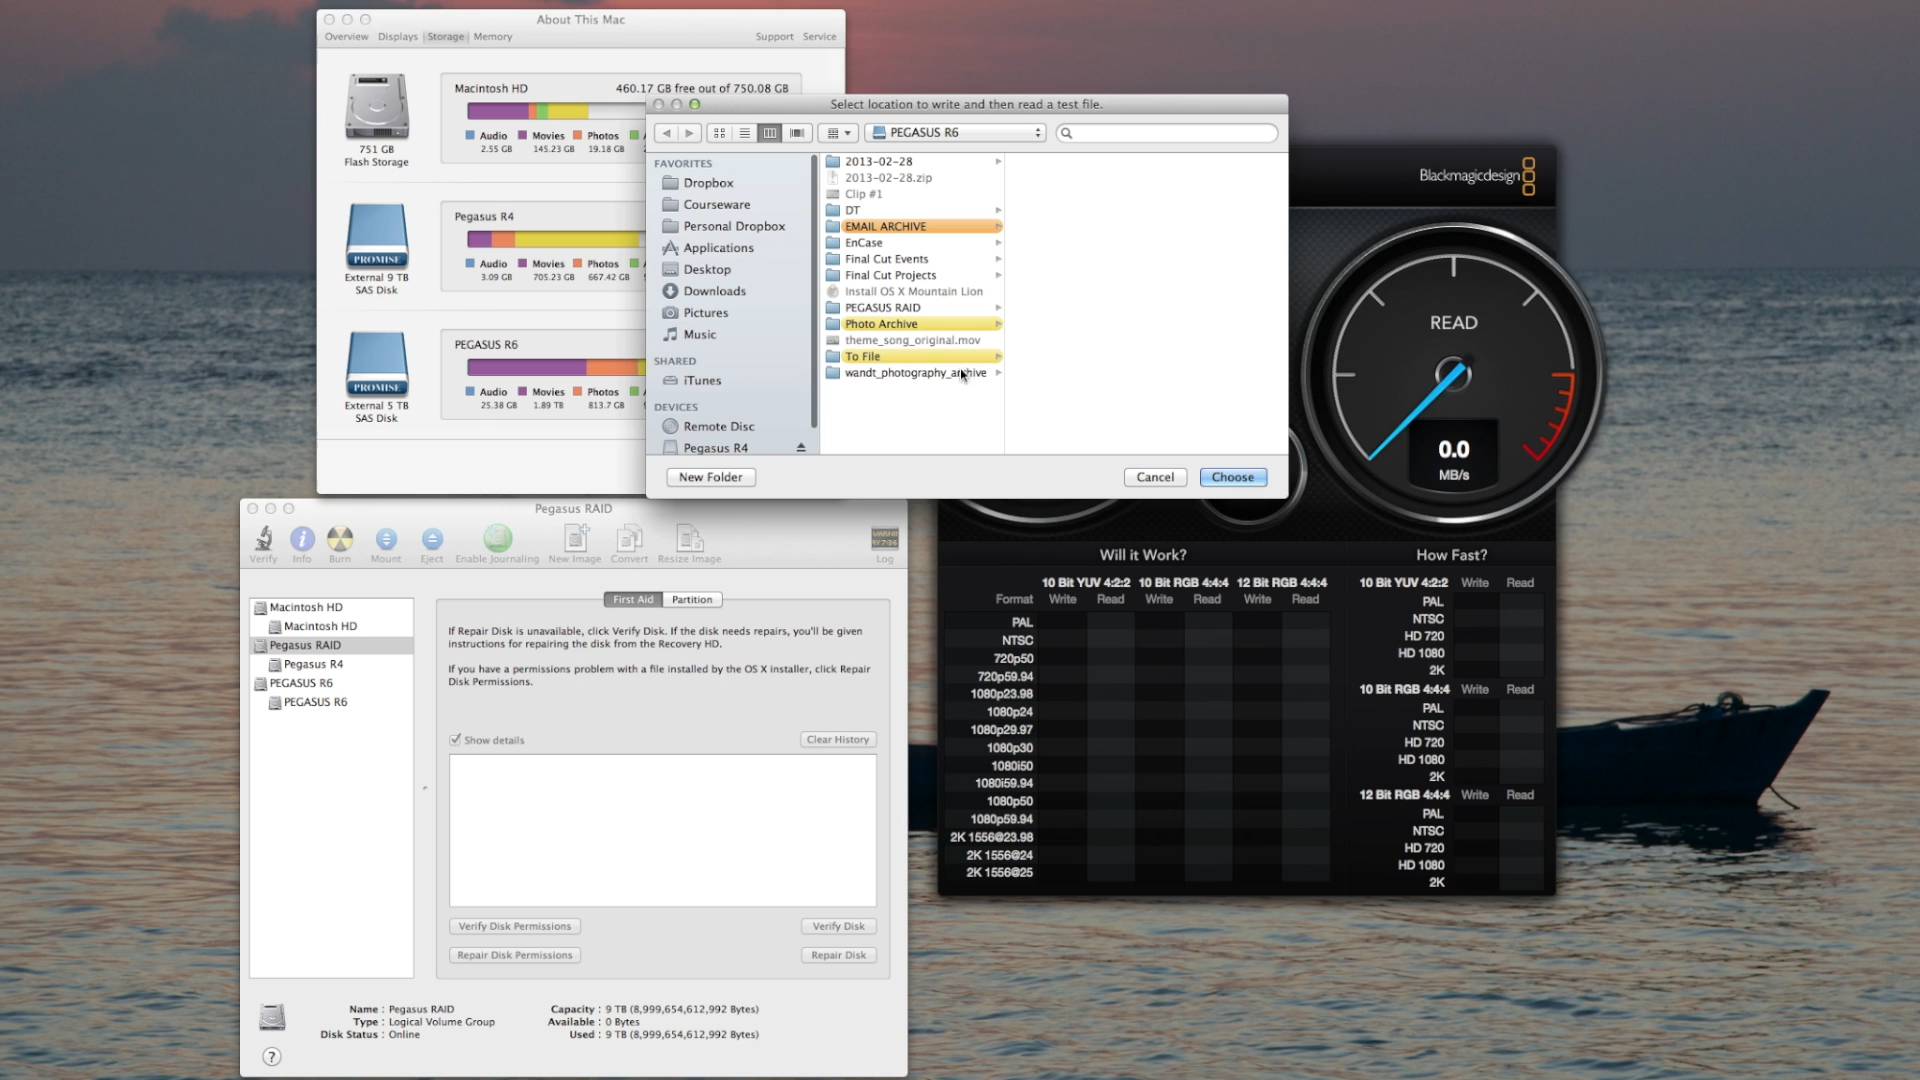 About This Mac
Overview Displays Storage Memory Support Service
Macintosh HD 460.17 GB free out of 750.08 GB
Audio Movies Photos
2.55 GB 145.23 GB 19.18 GB
751 GB
Flash Storage
Pegasus R4
PROMISE
Audio Movies Photos
3.09 GB 705.23 GB 667.42 GB
External 9 TB
SAS Disk
PEGASUS R6
PROMISE
Audio Movies Photos
25.38 GB 1.89 TB 813.7 GB
External 5 TB
SAS Disk
Select location to write and then read a test file.
PEGASUS R6
FAVORITES
Dropbox
Courseware
Personal Dropbox
Applications
Desktop
Downloads
Pictures
Music
SHARED
iTunes
DEVICES
Remote Disc
Pegasus R4
2013-02-28
2013-02-28.zip
Clip #1
DT
EMAIL ARCHIVE
EnCase
Final Cut Events
Final Cut Projects
Install OS X Mountain Lion
PEGASUS RAID
Photo Archive
theme_song_original.mov
To File
wandt_photography_archive
New Folder Cancel Choose
Blackmagicdesign
READ
0.0
MB/s
Will it Work?
10 Bit YUV 4:2:2 10 Bit RGB 4:4:4 12 Bit RGB 4:4:4
Format Write Read Write Read Write Read
PAL
NTSC
720p50
720p59.94
1080p23.98
1080p24
1080p29.97
1080p30
1080i50
1080i59.94
1080p50
1080p59.94
2K 1556@23.98
2K 1556@24
2K 1556@25
How Fast?
10 Bit YUV 4:2:2 Write Read
PAL
NTSC
HD 720
HD 1080
2K
10 Bit RGB 4:4:4 Write Read
PAL
NTSC
HD 720
HD 1080
2K
12 Bit RGB 4:4:4 Write Read
PAL
NTSC
HD 720
HD 1080
2K
Pegasus RAID
Verify Info Burn Mount Eject Enable Journaling New Image Convert Resize Image Log
Macintosh HD
Macintosh HD
Pegasus RAID
Pegasus R4
PEGASUS R6
PEGASUS R6
First Aid Partition
If Repair Disk is unavailable, click Verify Disk. If the disk needs repairs, you'll be given
instructions for repairing the disk from the Recovery HD.
If you have a permissions problem with a file installed by the OS X installer, click Repair
Disk Permissions.
Show details Clear History
Verify Disk Permissions Verify Disk
Repair Disk Permissions Repair Disk
Name : Pegasus RAID
Type : Logical Volume Group
Disk Status : Online
Capacity : 9 TB (8,999,654,612,992 Bytes)
Available : 0 Bytes
Used : 9 TB (8,999,654,612,992 Bytes)
?